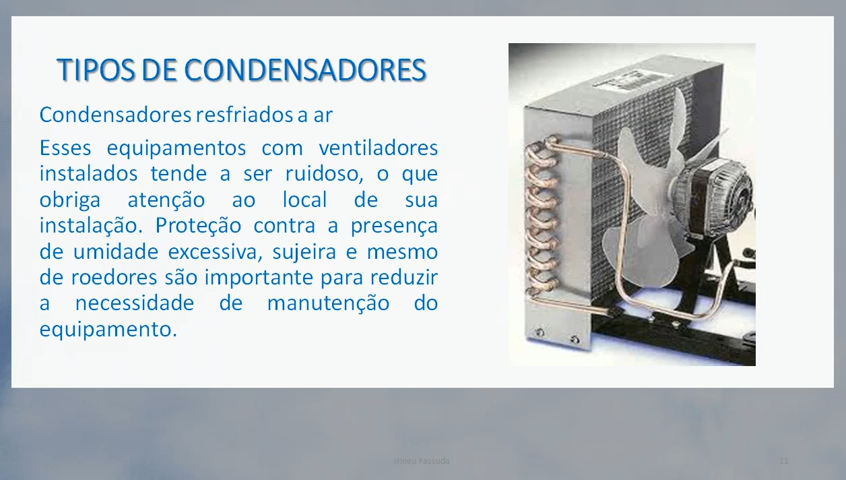 TIPOS DE CONDENSADORES
Condensadores resfriados a ar
Esses equipamentos com ventiladores
instalados tende a ser ruidoso, o que
obriga atenção ao local de sua
instalação. Proteção contra a presença
de umidade excessiva, sujeira e mesmo
de roedores são importante para reduzir
a necessidade de manutenção do
equipamento.
11